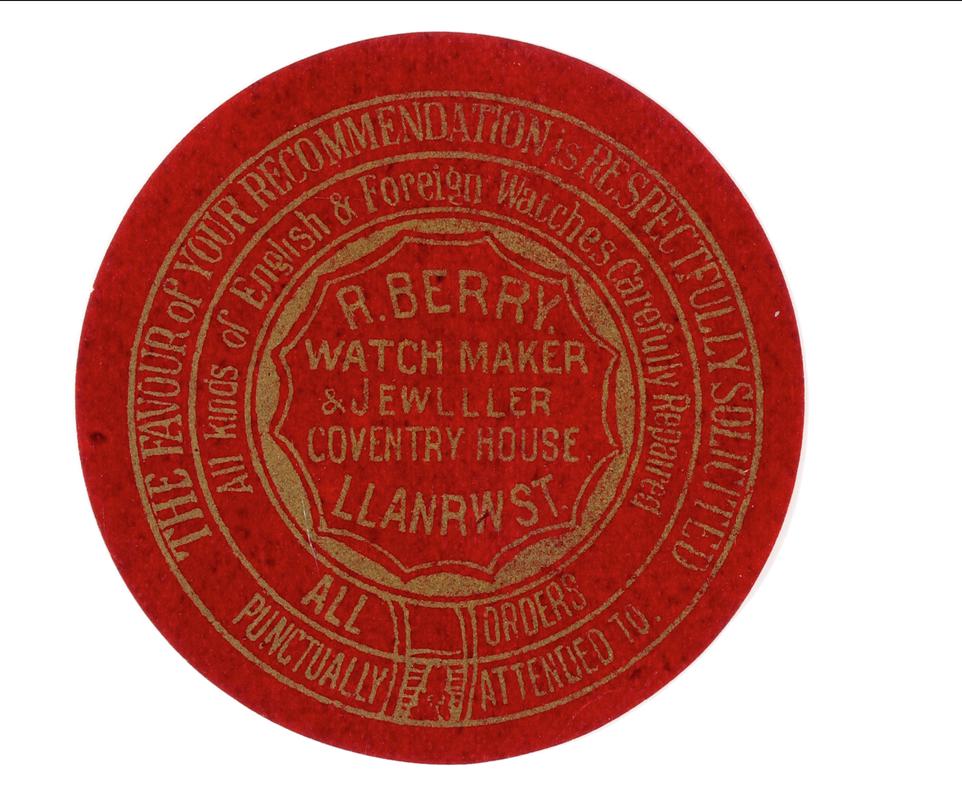 THE FAVOUR of YOUR RECOMMENDATION is RESPECTFULLY SOLICITED
All kinds of English & Foreign Watches Carefully Repaired
R. BERRY.
WATCH MAKER
& JEWLLLER
COVENTRY HOUSE.
LLANRWST.
ALL ORDERS
PUNCTUALLY ATTENDED TO.